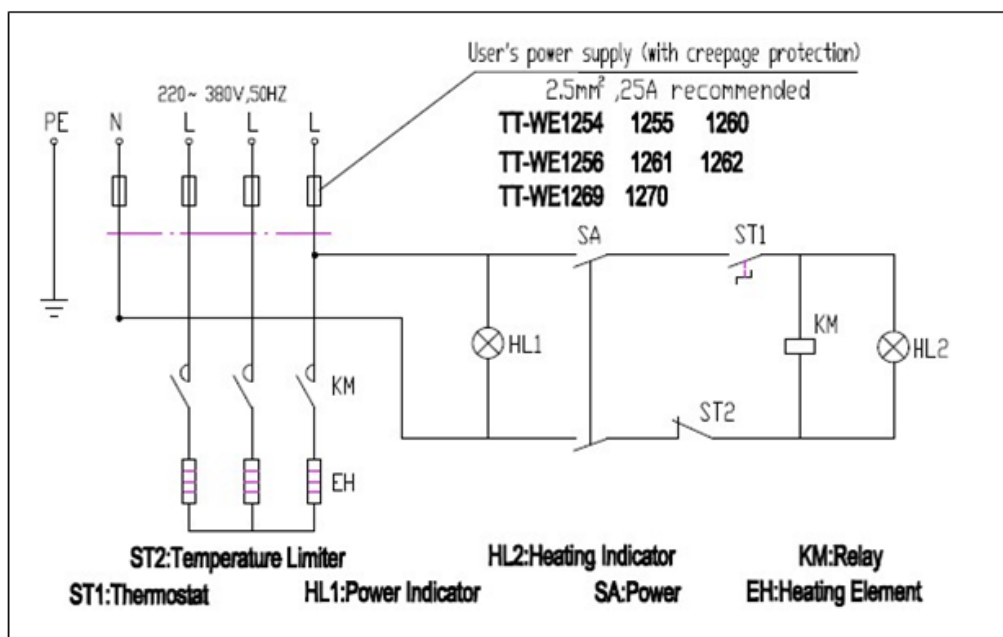 User's power supply (with creepage protection)
220~ 380V,50HZ
2.5mm² ,25A recommended
PE N L L L
TT-WE1254 1255 1260
TT-WE1256 1261 1262
TT-WE1269 1270
SA ST1
HL1 KM HL2
KM
ST2
EH
ST2:Temperature Limiter HL2:Heating Indicator KM:Relay
ST1:Thermostat HL1:Power Indicator SA:Power EH:Heating Element